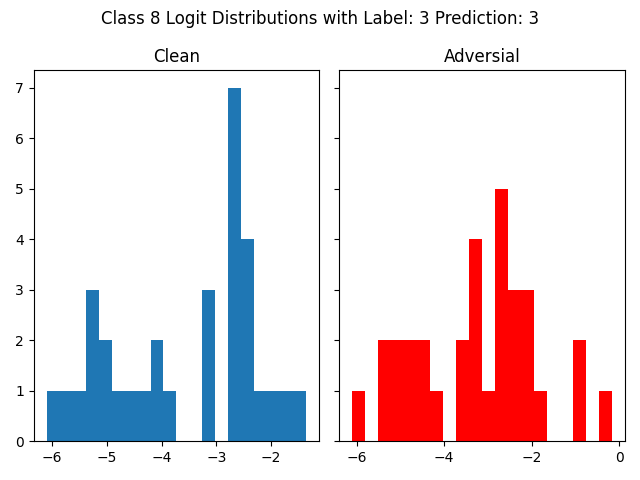 Class 8 Logit Distributions with Label: 3 Prediction: 3
Clean
Adversial
7
6
5
4
3
2
1
0
−6 −5 −4 −3 −2
−6 −4 −2 0